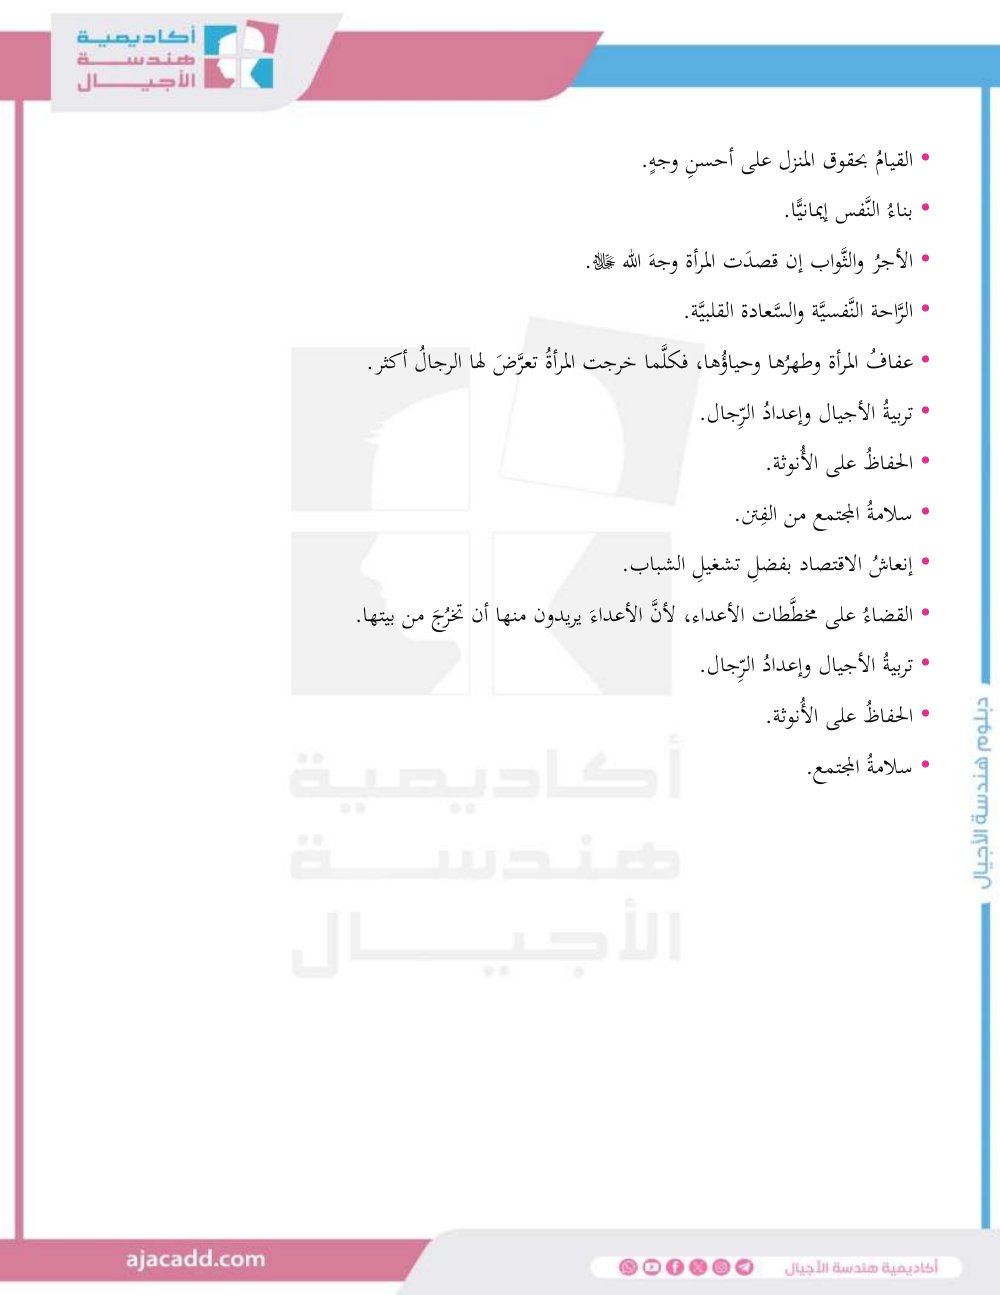 أكاديمية
هندسة
الأجيال
• القيامُ بحقوق المنزل على أحسنِ وجهٍ.
• بناءُ النَّفس إيمانيًّا.
• الأجرُ والثَّواب إن قصدَت المرأة وجهَ الله ﷻ.
• الرَّاحة النَّفسيَّة والسَّعادة القلبيَّة.
• عفافُ المرأة وطهرُها وحياؤُها، فكلَّما خرجت المرأةُ تعرَّضَ لها الرجالُ أكثر.
• تربيةُ الأجيال وإعدادُ الرِّجال.
• الحفاظُ على الأُنوثة.
• سلامةُ المجتمع من الفِتن.
• إنعاشُ الاقتصاد بفضلِ تشغيلِ الشباب.
• القضاءُ على مخطَّطات الأعداء، لأنَّ الأعداءَ يريدون منها أن تخرُجَ من بيتها.
• تربيةُ الأجيال وإعدادُ الرِّجال.
• الحفاظُ على الأُنوثة.
• سلامةُ المجتمع.
أكاديمية
هندسة
الأجيال
دبلوم هندسة الأجيال
أكاديمية هندسة الأجيال
ajacadd.com